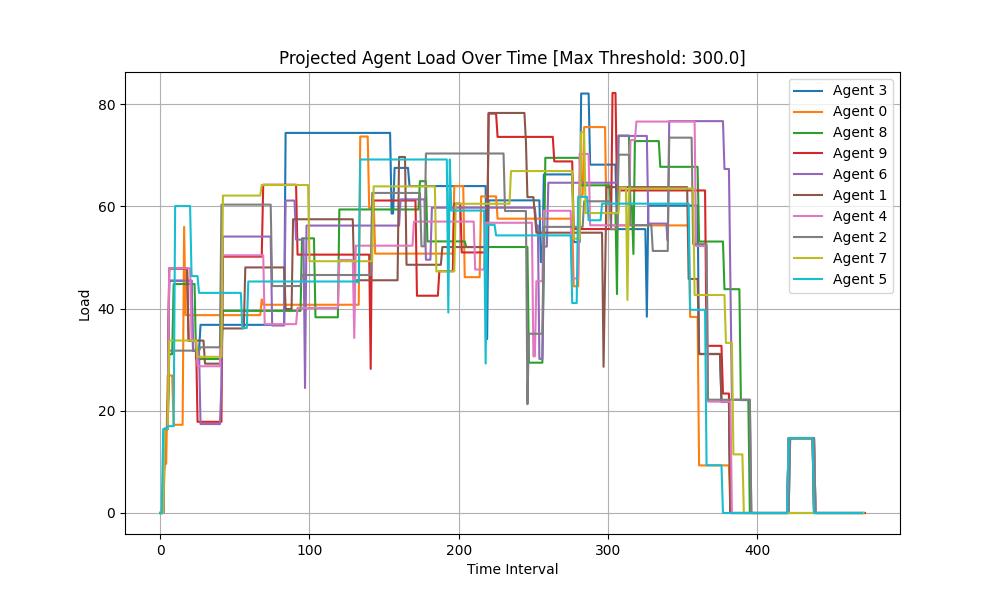 Projected Agent Load Over Time [Max Threshold: 300.0]
Load
80
60
40
20
0
0 100 200 300 400
Time Interval
Agent 3
Agent 0
Agent 8
Agent 9
Agent 6
Agent 1
Agent 4
Agent 2
Agent 7
Agent 5